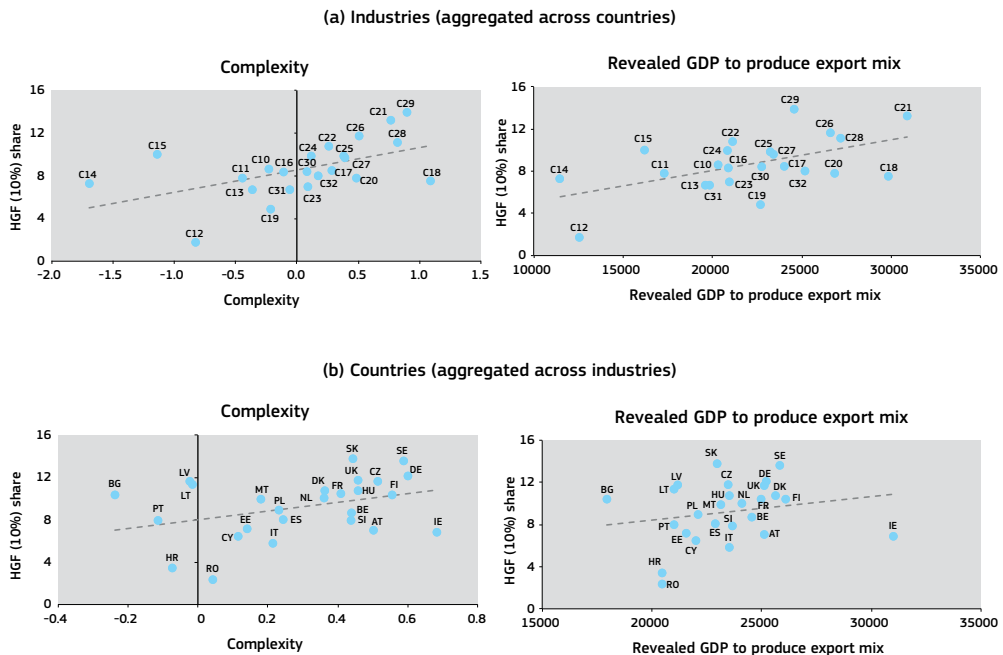 (a) Industries (aggregated across countries)
Complexity
HGF (10%) share
16
12
8
4
0
-2.0 -1.5 -1.0 -0.5 0.0 0.5 1.0 1.5
C14
C15
C12
C11
C13
C10
C19
C16
C31
C24
C30
C23
C22
C32
C17
C25
C27
C26
C20
C21
C28
C29
C18
Complexity
Revealed GDP to produce export mix
HGF (10%) share
16
12
8
4
0
10000 15000 20000 25000 30000 35000
C14
C12
C15
C11
C13
C31
C10
C24
C16
C22
C23
C19
C30
C25
C27
C17
C29
C32
C26
C20
C28
C18
C21
Revealed GDP to produce export mix
(b) Countries (aggregated across industries)
Complexity
HGF (10%) share
16
12
8
4
0
-0.4 -0.2 0 0.2 0.4 0.6 0.8
BG
PT
HR
LV
LT
RO
CY
EE
MT
IT
PL
ES
DK
NL
FR
SK
UK
HU
BE
SI
AT
CZ
FI
SE
DE
IE
Complexity
Revealed GDP to produce export mix
HGF (10%) share
16
12
8
4
0
15000 20000 25000 30000 35000
BG
HR
RO
LV
LT
PT
EE
CY
PL
SK
ES
MT
HU
CZ
SI
IT
NL
BE
UK
DE
FR
AT
DK
SE
FI
IE
Revealed GDP to produce export mix